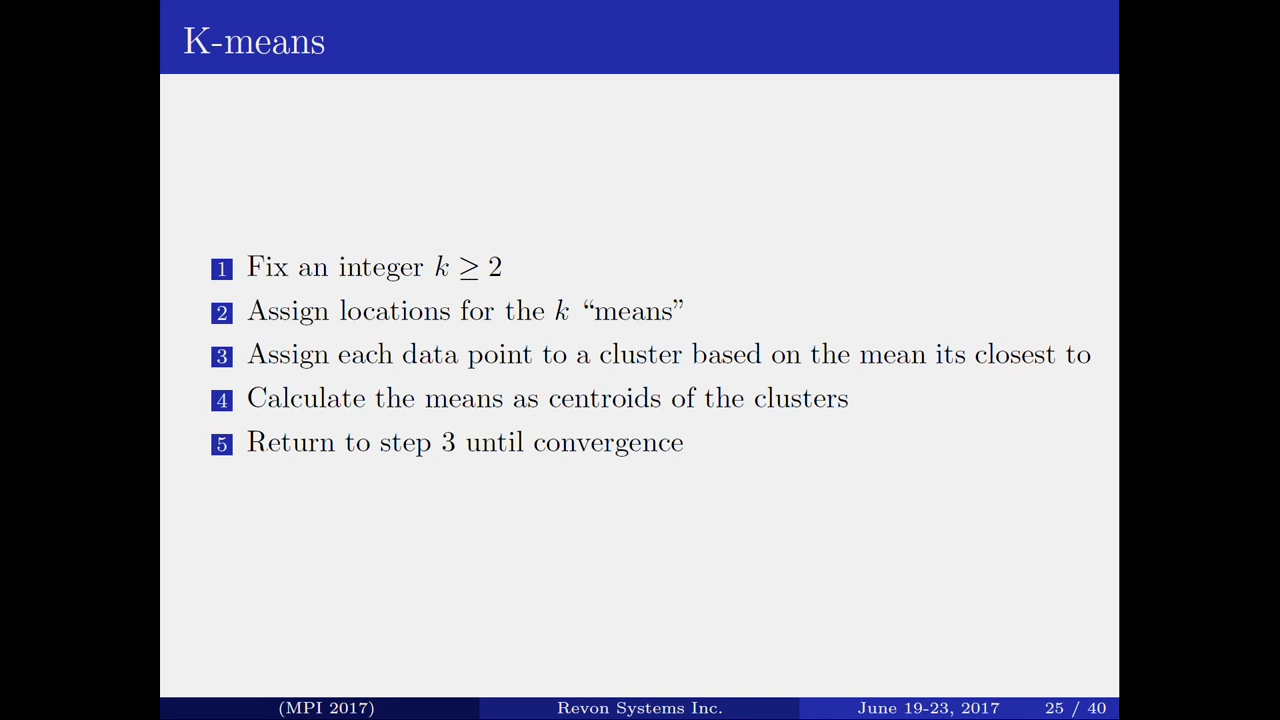 K-means
1 Fix an integer k ≥ 2
2 Assign locations for the k “means”
3 Assign each data point to a cluster based on the mean its closest to
4 Calculate the means as centroids of the clusters
5 Return to step 3 until convergence
(MPI 2017) Revon Systems Inc. June 19-23, 2017 25 / 40